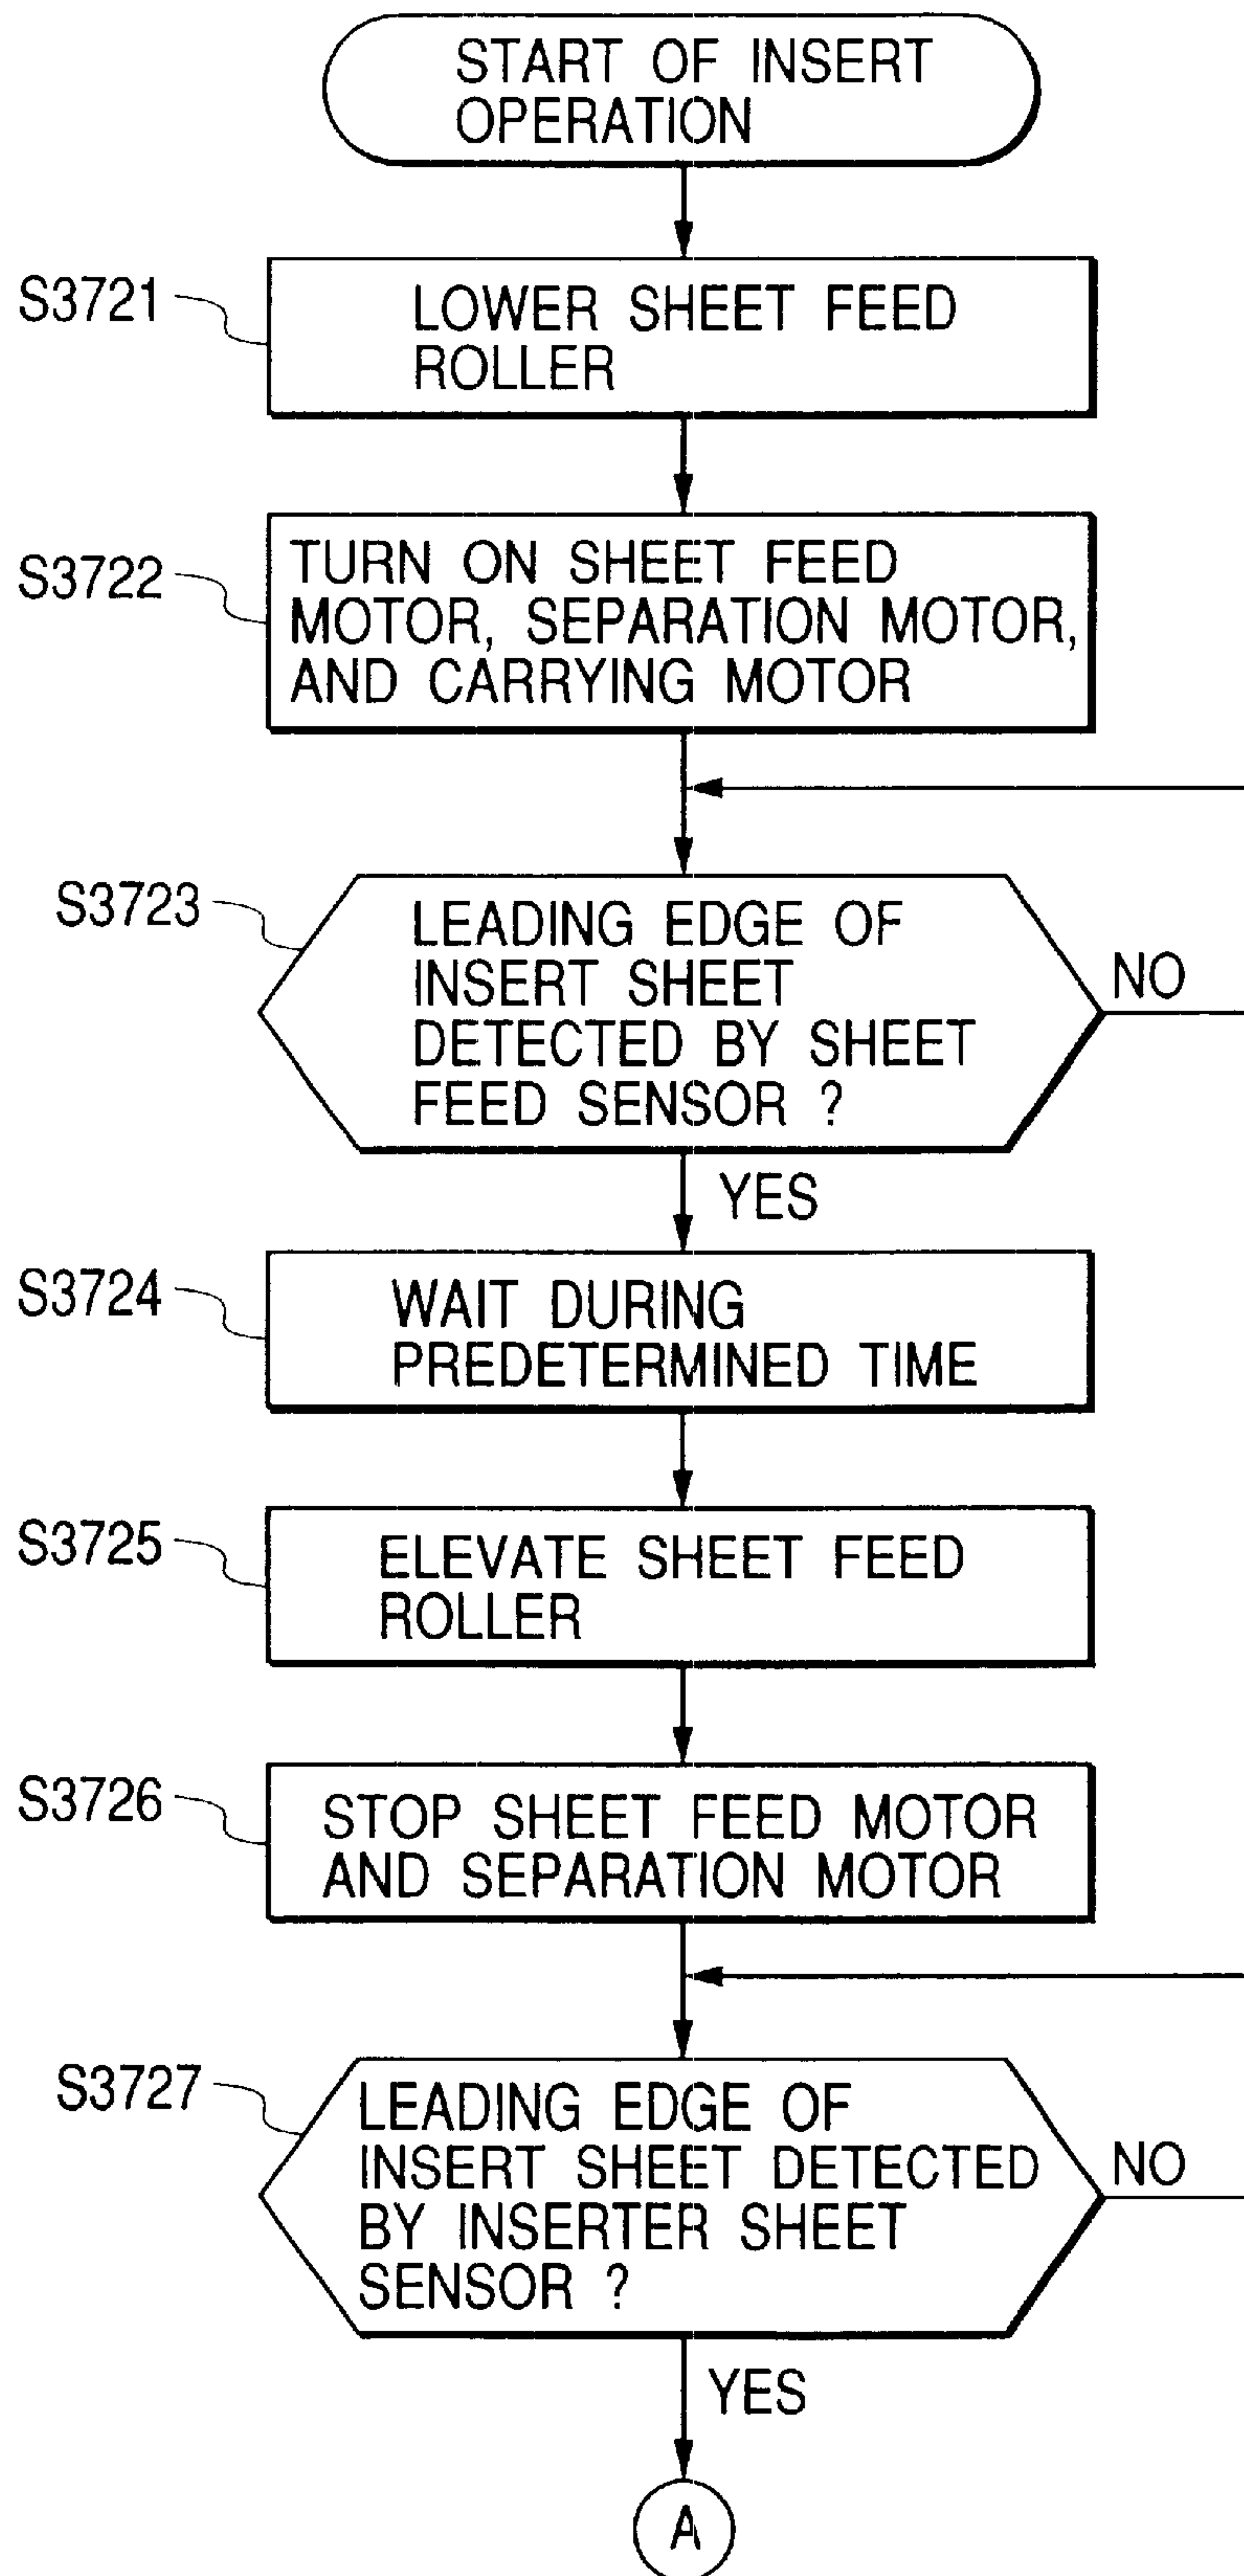 START OF INSERT
OPERATION
S3721
LOWER SHEET FEED
ROLLER
S3722
TURN ON SHEET FEED
MOTOR, SEPARATION MOTOR,
AND CARRYING MOTOR
S3723
LEADING EDGE OF
INSERT SHEET
DETECTED BY SHEET
FEED SENSOR ?
NO
YES
S3724
WAIT DURING
PREDETERMINED TIME
S3725
ELEVATE SHEET FEED
ROLLER
S3726
STOP SHEET FEED MOTOR
AND SEPARATION MOTOR
S3727
LEADING EDGE OF
INSERT SHEET DETECTED
BY INSERTER SHEET
SENSOR ?
NO
YES
A